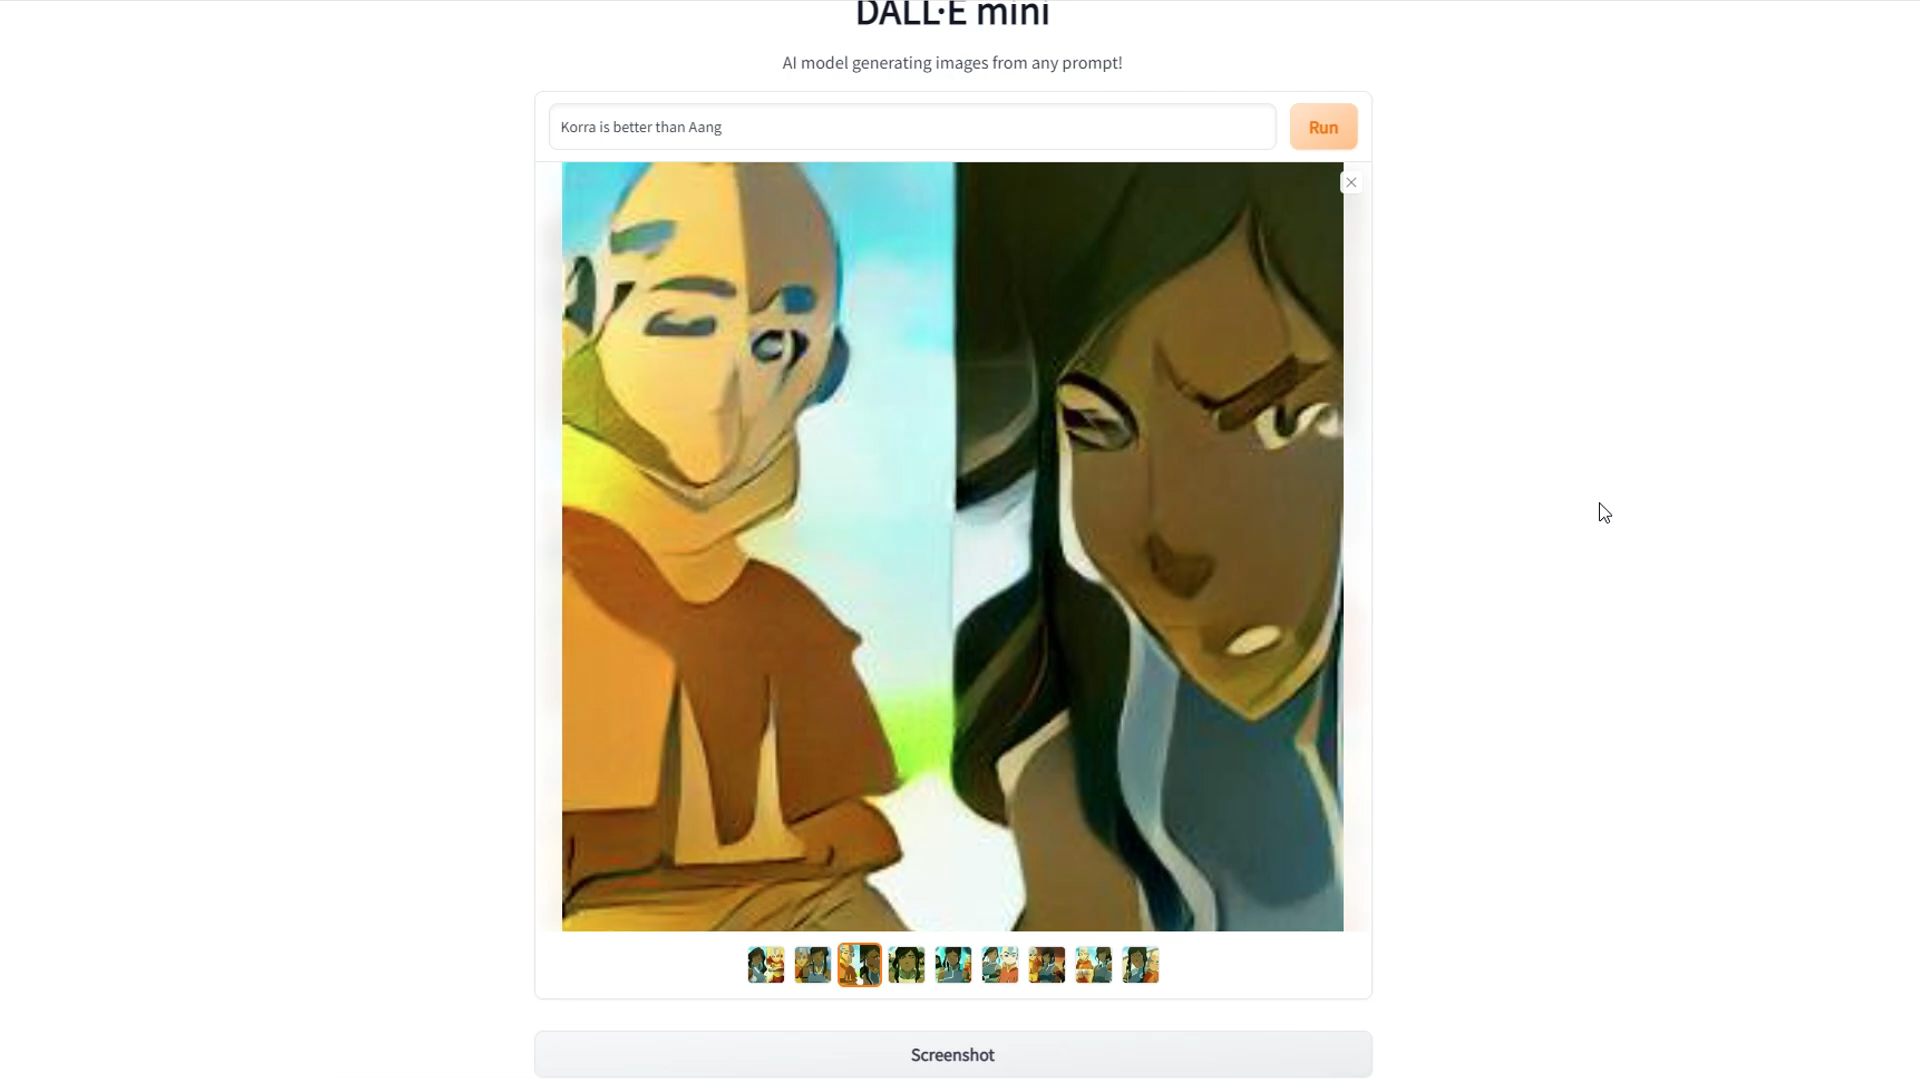 DALL·E mini
AI model generating images from any prompt!
Korra is better than Aang
Run
Screenshot